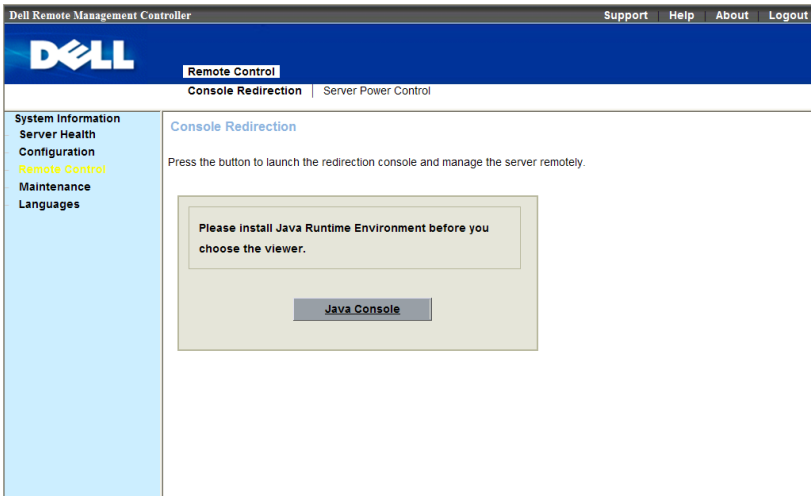 Dell Remote Management Controller
Support | Help | About | Logout
DELL
Remote Control
Console Redirection | Server Power Control
System Information
Server Health
Configuration
Remote Control
Maintenance
Languages
Console Redirection
Press the button to launch the redirection console and manage the server remotely.
Please install Java Runtime Environment before you
choose the viewer.
Java Console